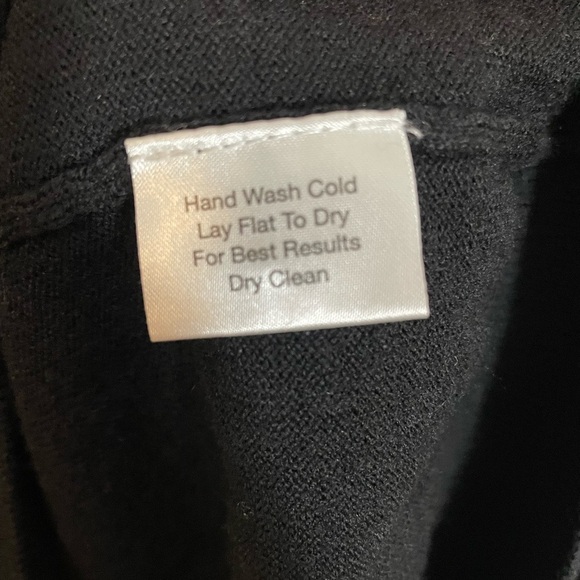 Hand Wash Cold
Lay Flat To Dry
For Best Results
Dry Clean